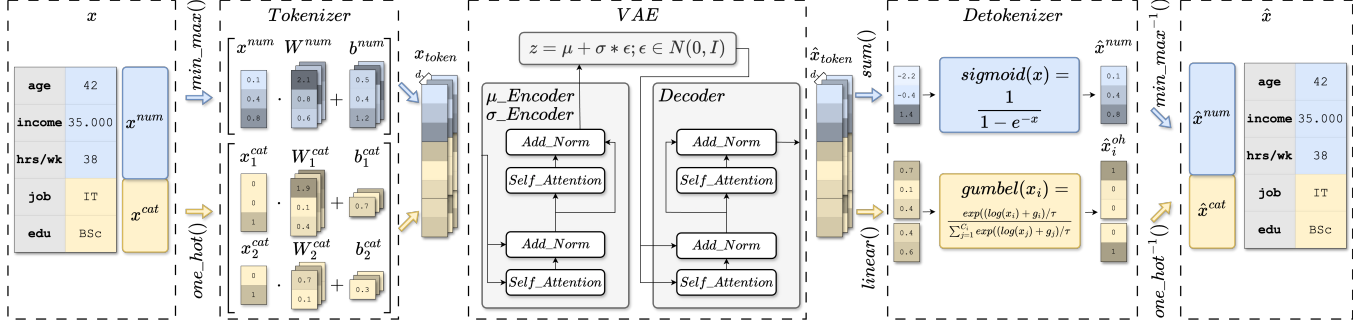 x
age 42
income 35.000
hrs/wk 38
job IT
edu BSc
x^{num}
x^{cat}
min_max()
one_hot()
Tokenizer
x^{num} W^{num} b^{num}
0.1 2.1 0.5
0.4 · 0.8 + 0.4
0.8 0.6 1.2
x_1^{cat} W_1^{cat} b_1^{cat}
0 1.9
0 · 0.1 + 0.7
1 0.4
x_2^{cat} W_2^{cat} b_2^{cat}
0 0.7
1 · 0.1 + 0.3
x_{token}
d
VAE
z = μ + σ * ϵ; ϵ ∈ N(0, I)
μ_Encoder
σ_Encoder
Add_Norm
Self_Attention
Add_Norm
Self_Attention
Decoder
Add_Norm
Self_Attention
Add_Norm
Self_Attention
x̂_{token}
d
sum()
linear()
Detokenizer
-2.2
-0.4
1.4
sigmoid(x) =
1
1 − e^{-x}
x̂^{num}
0.1
0.4
0.8
0.7
0.1
0.4
0.4
0.6
gumbel(x_i) =
exp((log(x_i) + g_i)/τ
∑_{j=1}^{C_i} exp((log(x_j) + g_j)/τ
x̂_i^{oh}
1
0
0
0
1
min_max^{-1}()
one_hot^{-1}()
x̂
x̂^{num}
x̂^{cat}
age 42
income 35.000
hrs/wk 38
job IT
edu BSc